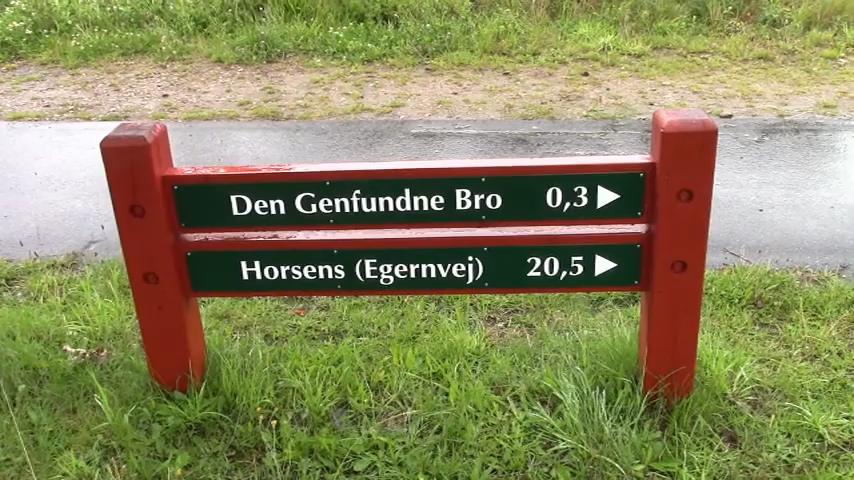 Den Genfundne Bro 0,3 ▶
Horsens (Egernvej) 20,5 ▶